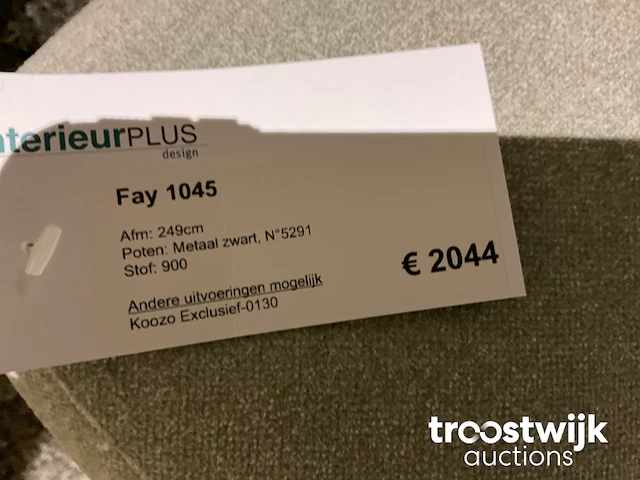 nterieurPLUS
design
Fay 1045
Afm: 249cm
Poten: Metaal zwart, N°5291
Stof: 900
€ 2044
Andere uitvoeringen mogelijk
Koozo Exclusief-0130
troostwijk
auctions